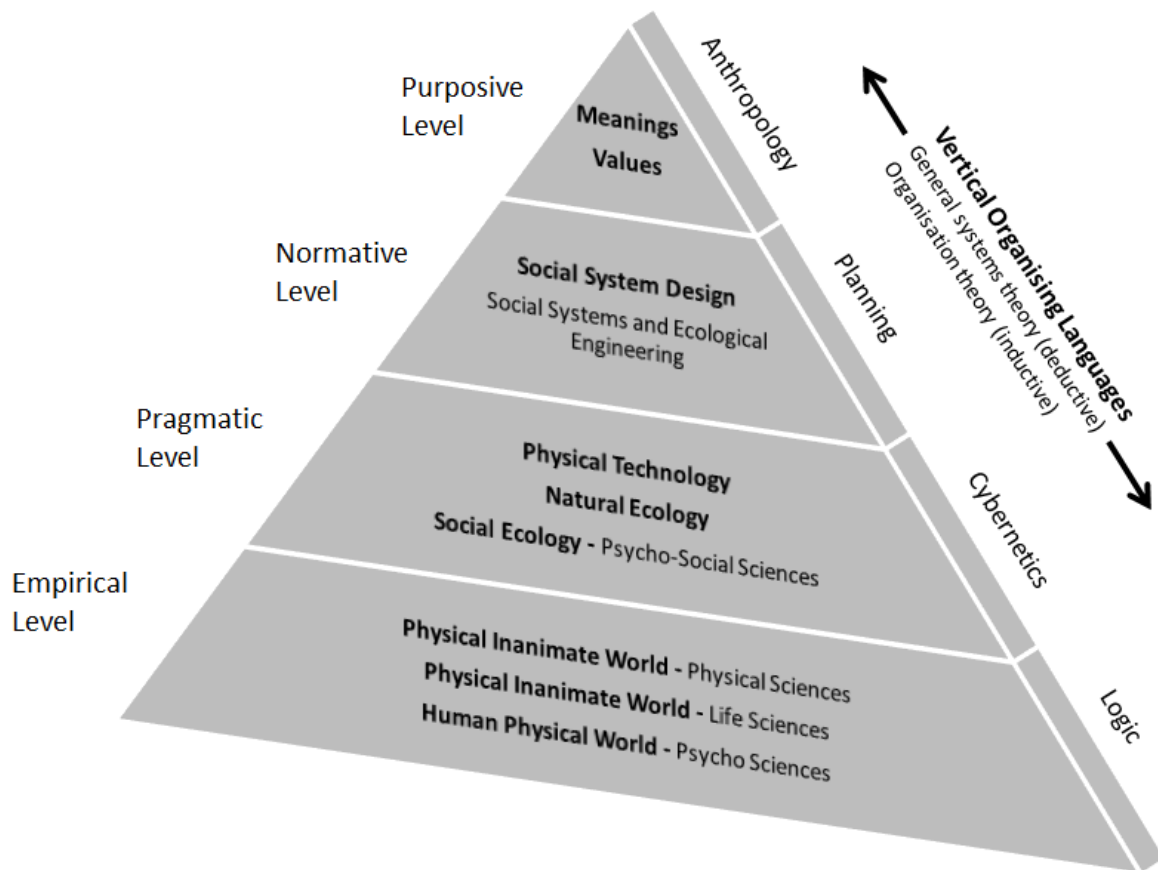 Purposive
Level
Meanings
Values
Anthropology
Normative
Level
Social System Design
Social Systems and Ecological
Engineering
Planning
Pragmatic
Level
Physical Technology
Natural Ecology
Social Ecology - Psycho-Social Sciences
Cybernetics
Empirical
Level
Physical Inanimate World - Physical Sciences
Physical Inanimate World - Life Sciences
Human Physical World - Psycho Sciences
Logic
Vertical Organising Languages
General systems theory (deductive)
Organisation theory (inductive)